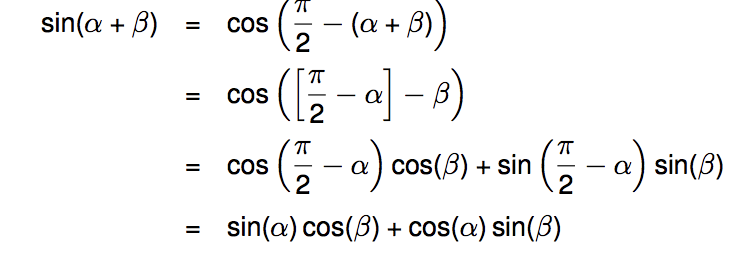 sin(α + β) = cos (π/2 − (α + β))
= cos ([π/2 − α] − β)
= cos (π/2 − α) cos(β) + sin (π/2 − α) sin(β)
= sin(α) cos(β) + cos(α) sin(β)